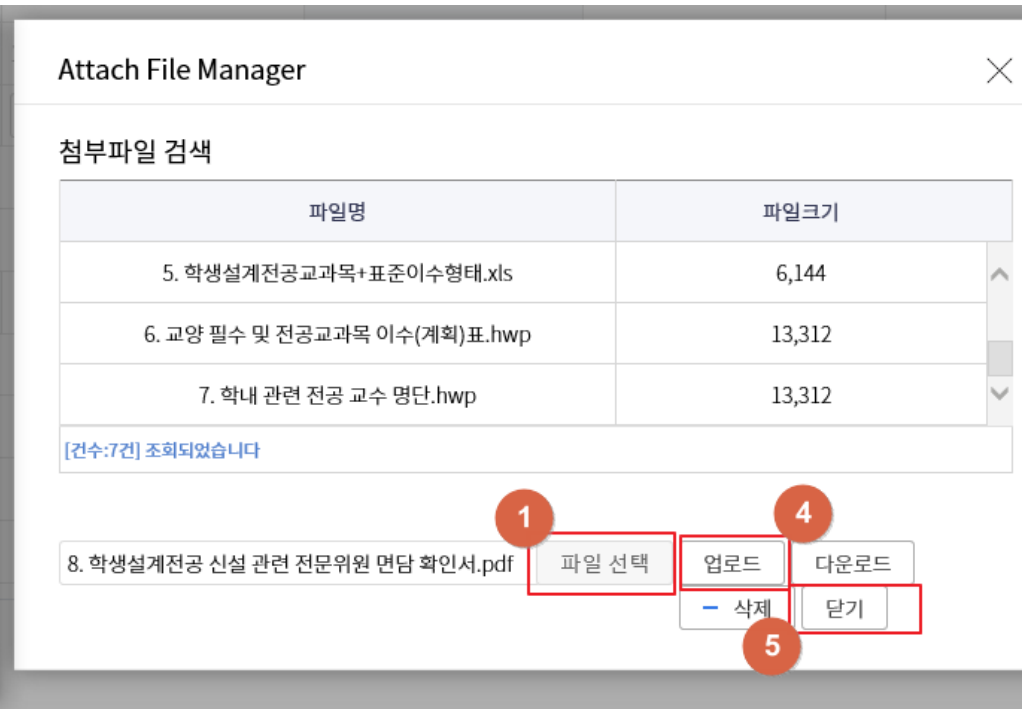 Attach File Manager
첨부파일 검색
파일명 파일크기
5. 학생설계전공교과목+표준이수형태.xls 6,144
6. 교양 필수 및 전공교과목 이수(계획)표.hwp 13,312
7. 학내 관련 전공 교수 명단.hwp 13,312
[건수:7건] 조회되었습니다
1 4
8. 학생설계전공 신설 관련 전문위원 면담 확인서.pdf 파일 선택 업로드 다운로드
삭제 닫기
5